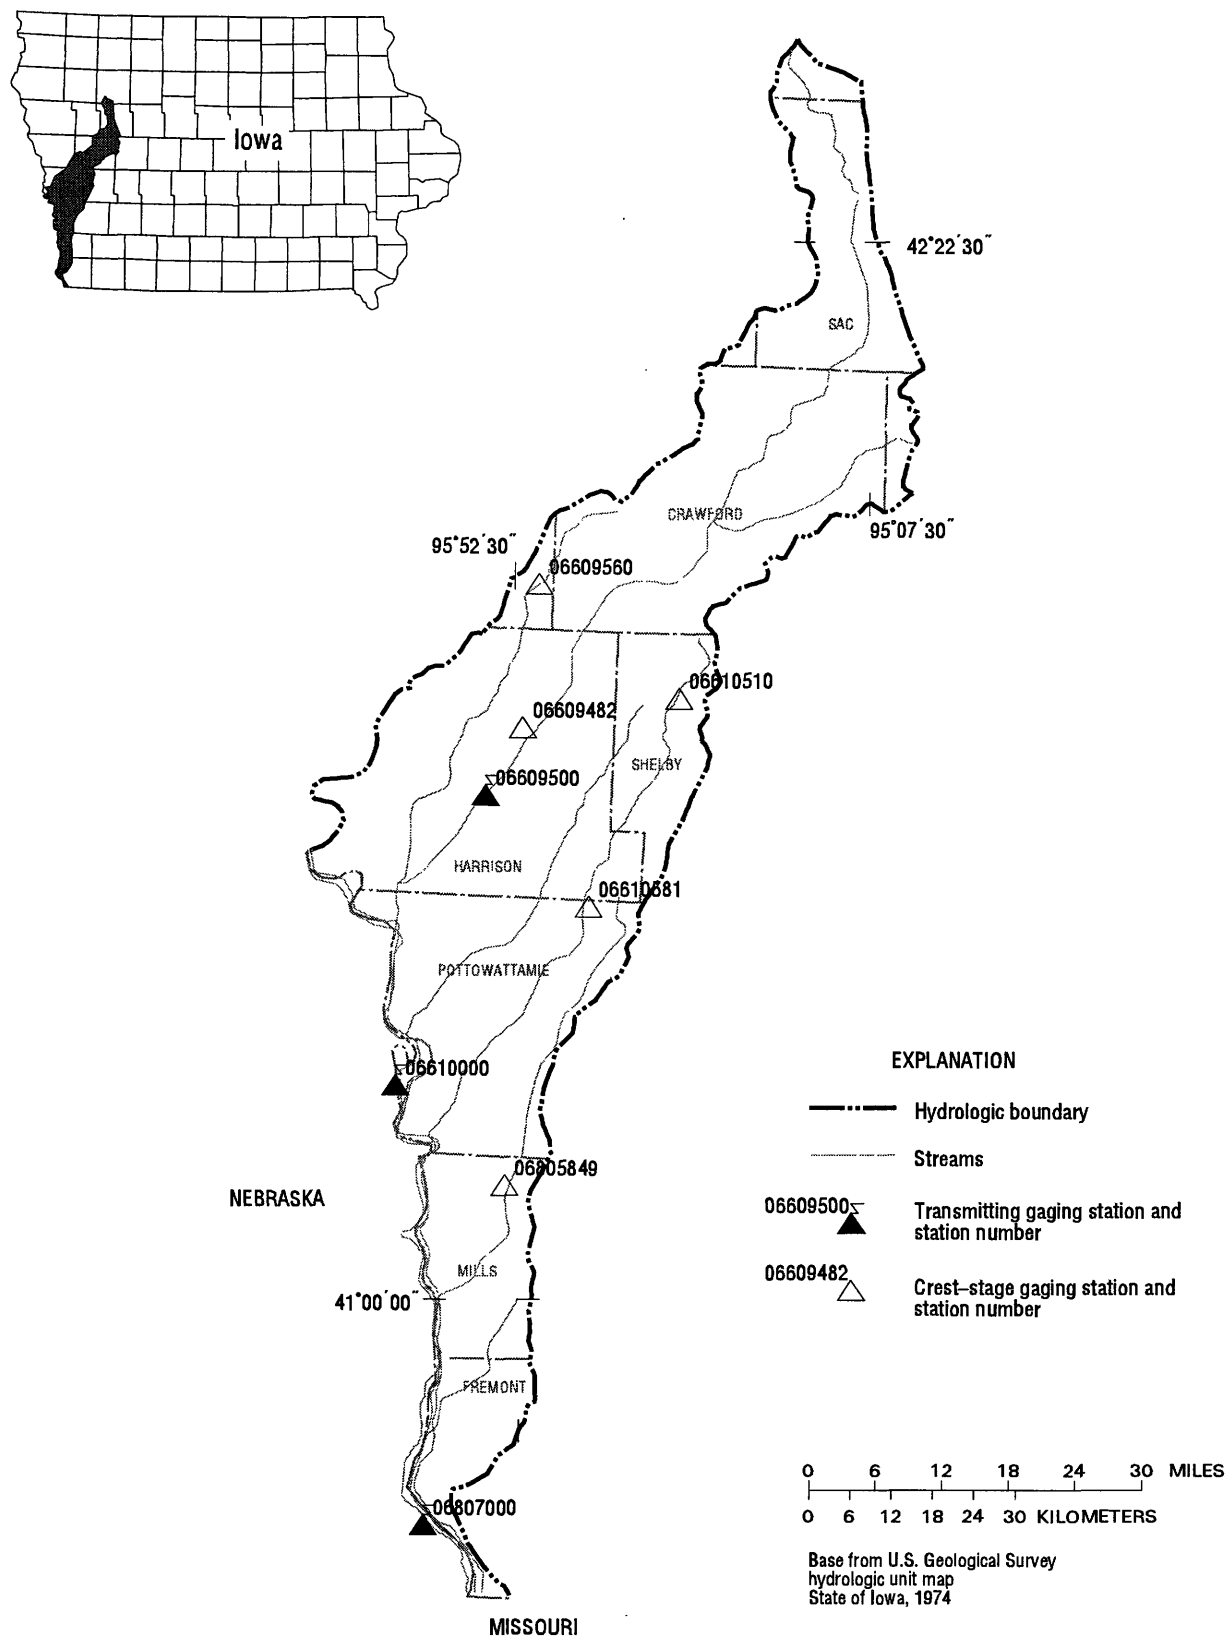 Iowa
42°22'30"
SAC
CRAWFORD
95°07'30"
95°52'30"
06609560
06610510
06609482
SHELBY
06609500
HARRISON
06610681
POTTOWATTAMIE
06610000
06805849
NEBRASKA
MILLS
41°00'00"
FREMONT
06807000
MISSOURI
EXPLANATION
Hydrologic boundary
Streams
06609500
Transmitting gaging station and
station number
06609482
Crest–stage gaging station and
station number
0 6 12 18 24 30 MILES
0 6 12 18 24 30 KILOMETERS
Base from U.S. Geological Survey
hydrologic unit map
State of Iowa, 1974